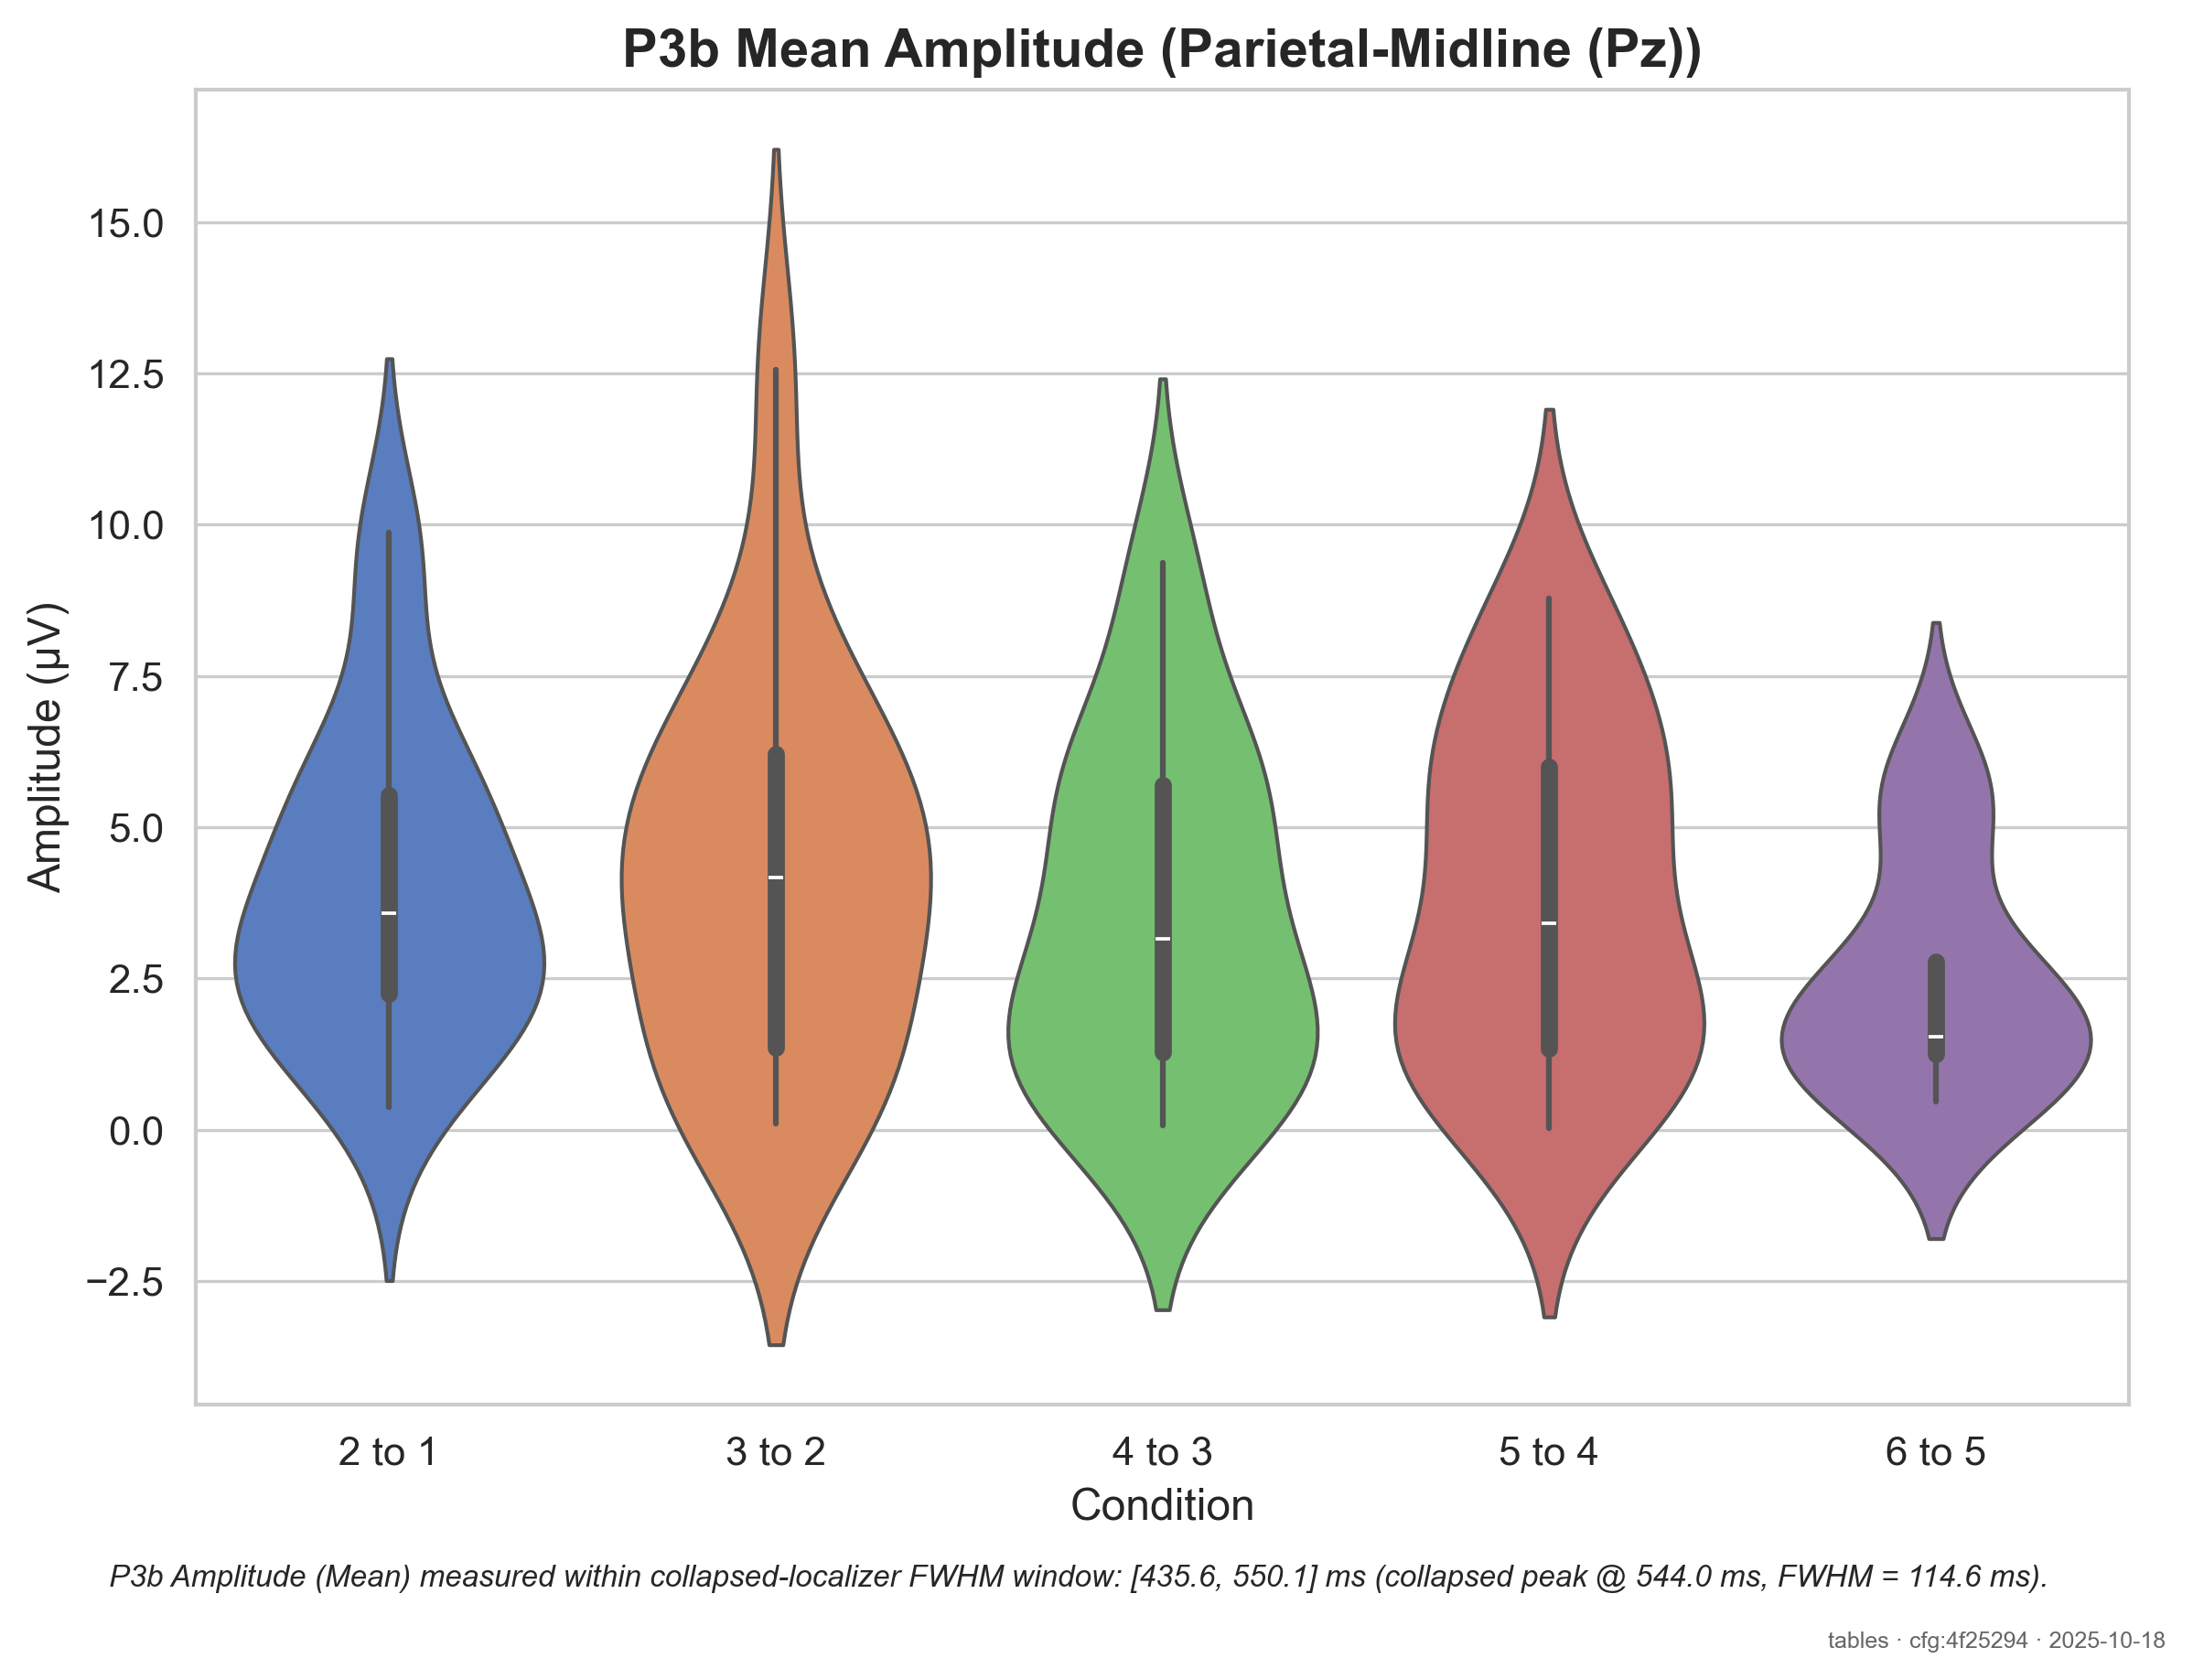 P3b Mean Amplitude (Parietal-Midline (Pz))
Amplitude (µV)
15.0
12.5
10.0
7.5
5.0
2.5
0.0
−2.5
2 to 1
3 to 2
4 to 3
5 to 4
6 to 5
Condition
P3b Amplitude (Mean) measured within collapsed-localizer FWHM window: [435.6, 550.1] ms (collapsed peak @ 544.0 ms, FWHM = 114.6 ms).
tables · cfg:4f25294 · 2025-10-18